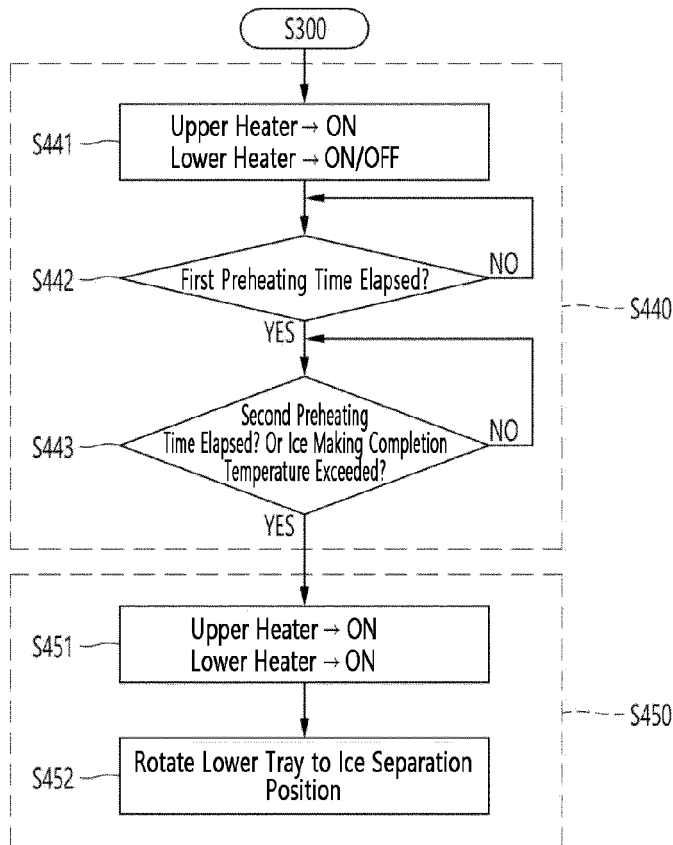 S300
Upper Heater → ON
S441
Lower Heater → ON/OFF
NO
S442
First Preheating Time Elapsed?
S440
YES
Second Preheating
NO
S443
Time Elapsed? Or Ice Making Completion
Temperature Exceeded?
YES
Upper Heater → ON
S451
Lower Heater → ON
S450
Rotate Lower Tray to Ice Separation
S452
Position